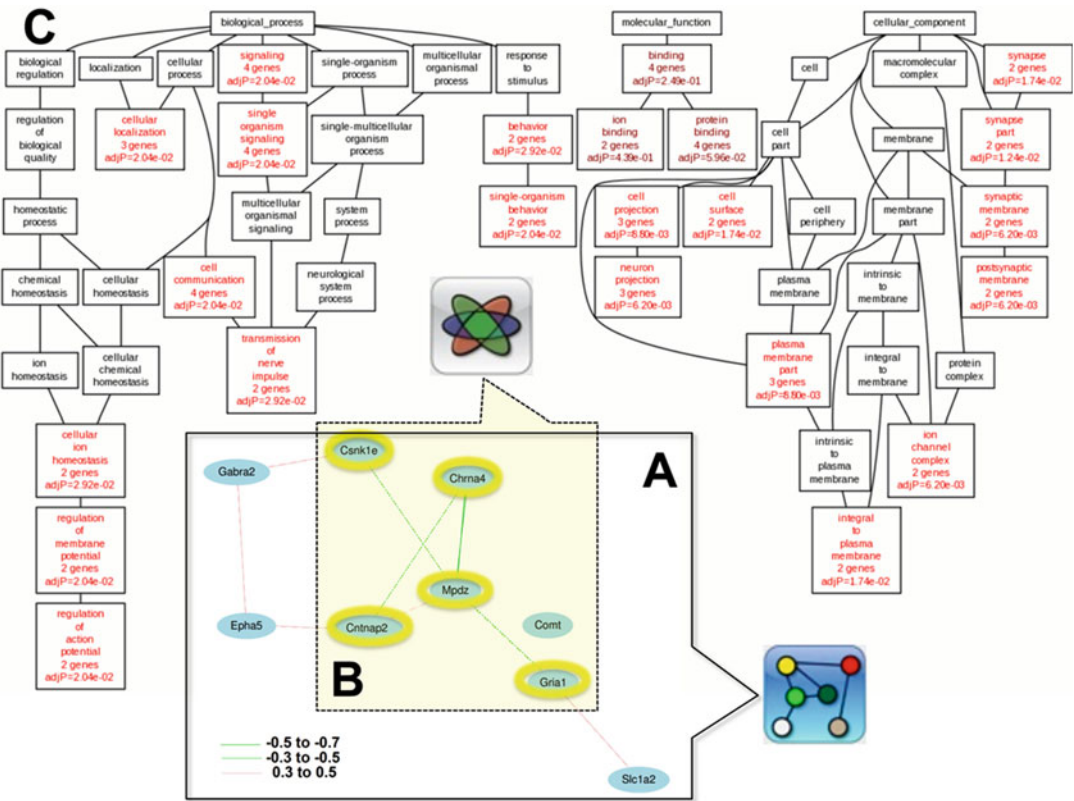 C
biological_process
biological
regulation
localization
cellular
process
signaling
4 genes
adjP=2.04e-02
single-organism
process
multicellular
organismal
process
response
to
stimulus
regulation
of
biological
quality
cellular
localization
3 genes
adjP=2.04e-02
single
organism
signaling
4 genes
adjP=2.04e-02
single-multicellular
organism
process
behavior
2 genes
adjP=2.92e-02
homeostatic
process
multicellular
organismal
signaling
system
process
single-organism
behavior
2 genes
adjP=2.04e-02
chemical
homeostasis
cellular
homeostasis
cell
communication
4 genes
adjP=2.04e-02
neurological
system
process
ion
homeostasis
cellular
chemical
homeostasis
transmission
of
nerve
impulse
2 genes
adjP=2.92e-02
cellular
ion
homeostasis
2 genes
adjP=2.92e-02
regulation
of
membrane
potential
2 genes
adjP=2.04e-02
regulation
of
action
potential
2 genes
adjP=2.04e-02
molecular_function
binding
4 genes
adjP=2.49e-01
ion
binding
2 genes
adjP=4.39e-01
protein
binding
4 genes
adjP=5.96e-02
cellular_component
cell
macromolecular
complex
synapse
2 genes
adjP=1.74e-02
cell
part
membrane
synapse
part
2 genes
adjP=1.24e-02
cell
projection
3 genes
adjP=8.80e-03
cell
surface
2 genes
adjP=1.74e-02
cell
periphery
membrane
part
synaptic
membrane
2 genes
adjP=6.20e-03
neuron
projection
3 genes
adjP=6.20e-03
plasma
membrane
intrinsic
to
membrane
postsynaptic
membrane
2 genes
adjP=6.20e-03
plasma
membrane
part
3 genes
adjP=8.80e-03
integral
to
membrane
protein
complex
intrinsic
to
plasma
membrane
ion
channel
complex
2 genes
adjP=6.20e-03
integral
to
plasma
membrane
2 genes
adjP=1.74e-02
A
Csnk1e
Gabra2
Chrna4
Mpdz
Epha5
Cntnap2
Comt
B
Gria1
-0.5 to -0.7
-0.3 to -0.5
0.3 to 0.5
Slc1a2